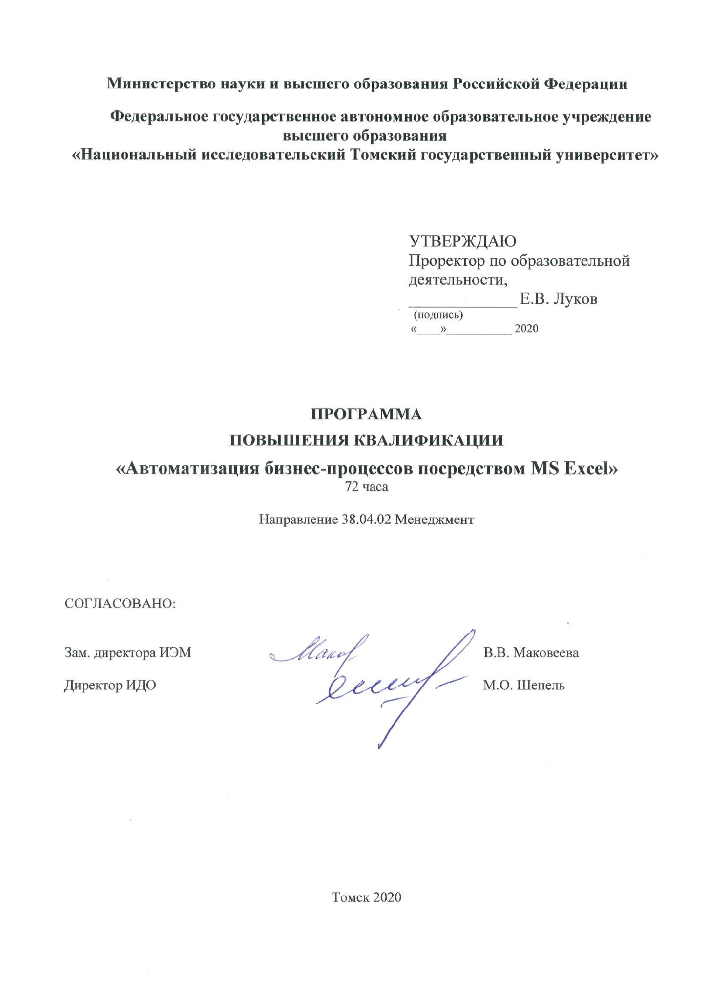 Министерство науки и высшего образования Российской Федерации
Федеральное государственное автономное образовательное учреждение
высшего образования
«Национальный исследовательский Томский государственный университет»
УТВЕРЖДАЮ
Проректор по образовательной
деятельности,
_____________ Е.В. Луков
(подпись)
«____»___________ 2020
ПРОГРАММА
ПОВЫШЕНИЯ КВАЛИФИКАЦИИ
«Автоматизация бизнес-процессов посредством MS Excel»
72 часа
Направление 38.04.02 Менеджмент
СОГЛАСОВАНО:
Зам. директора ИЭМ В.В. Маковеева
Директор ИДО М.О. Шепель
Томск 2020